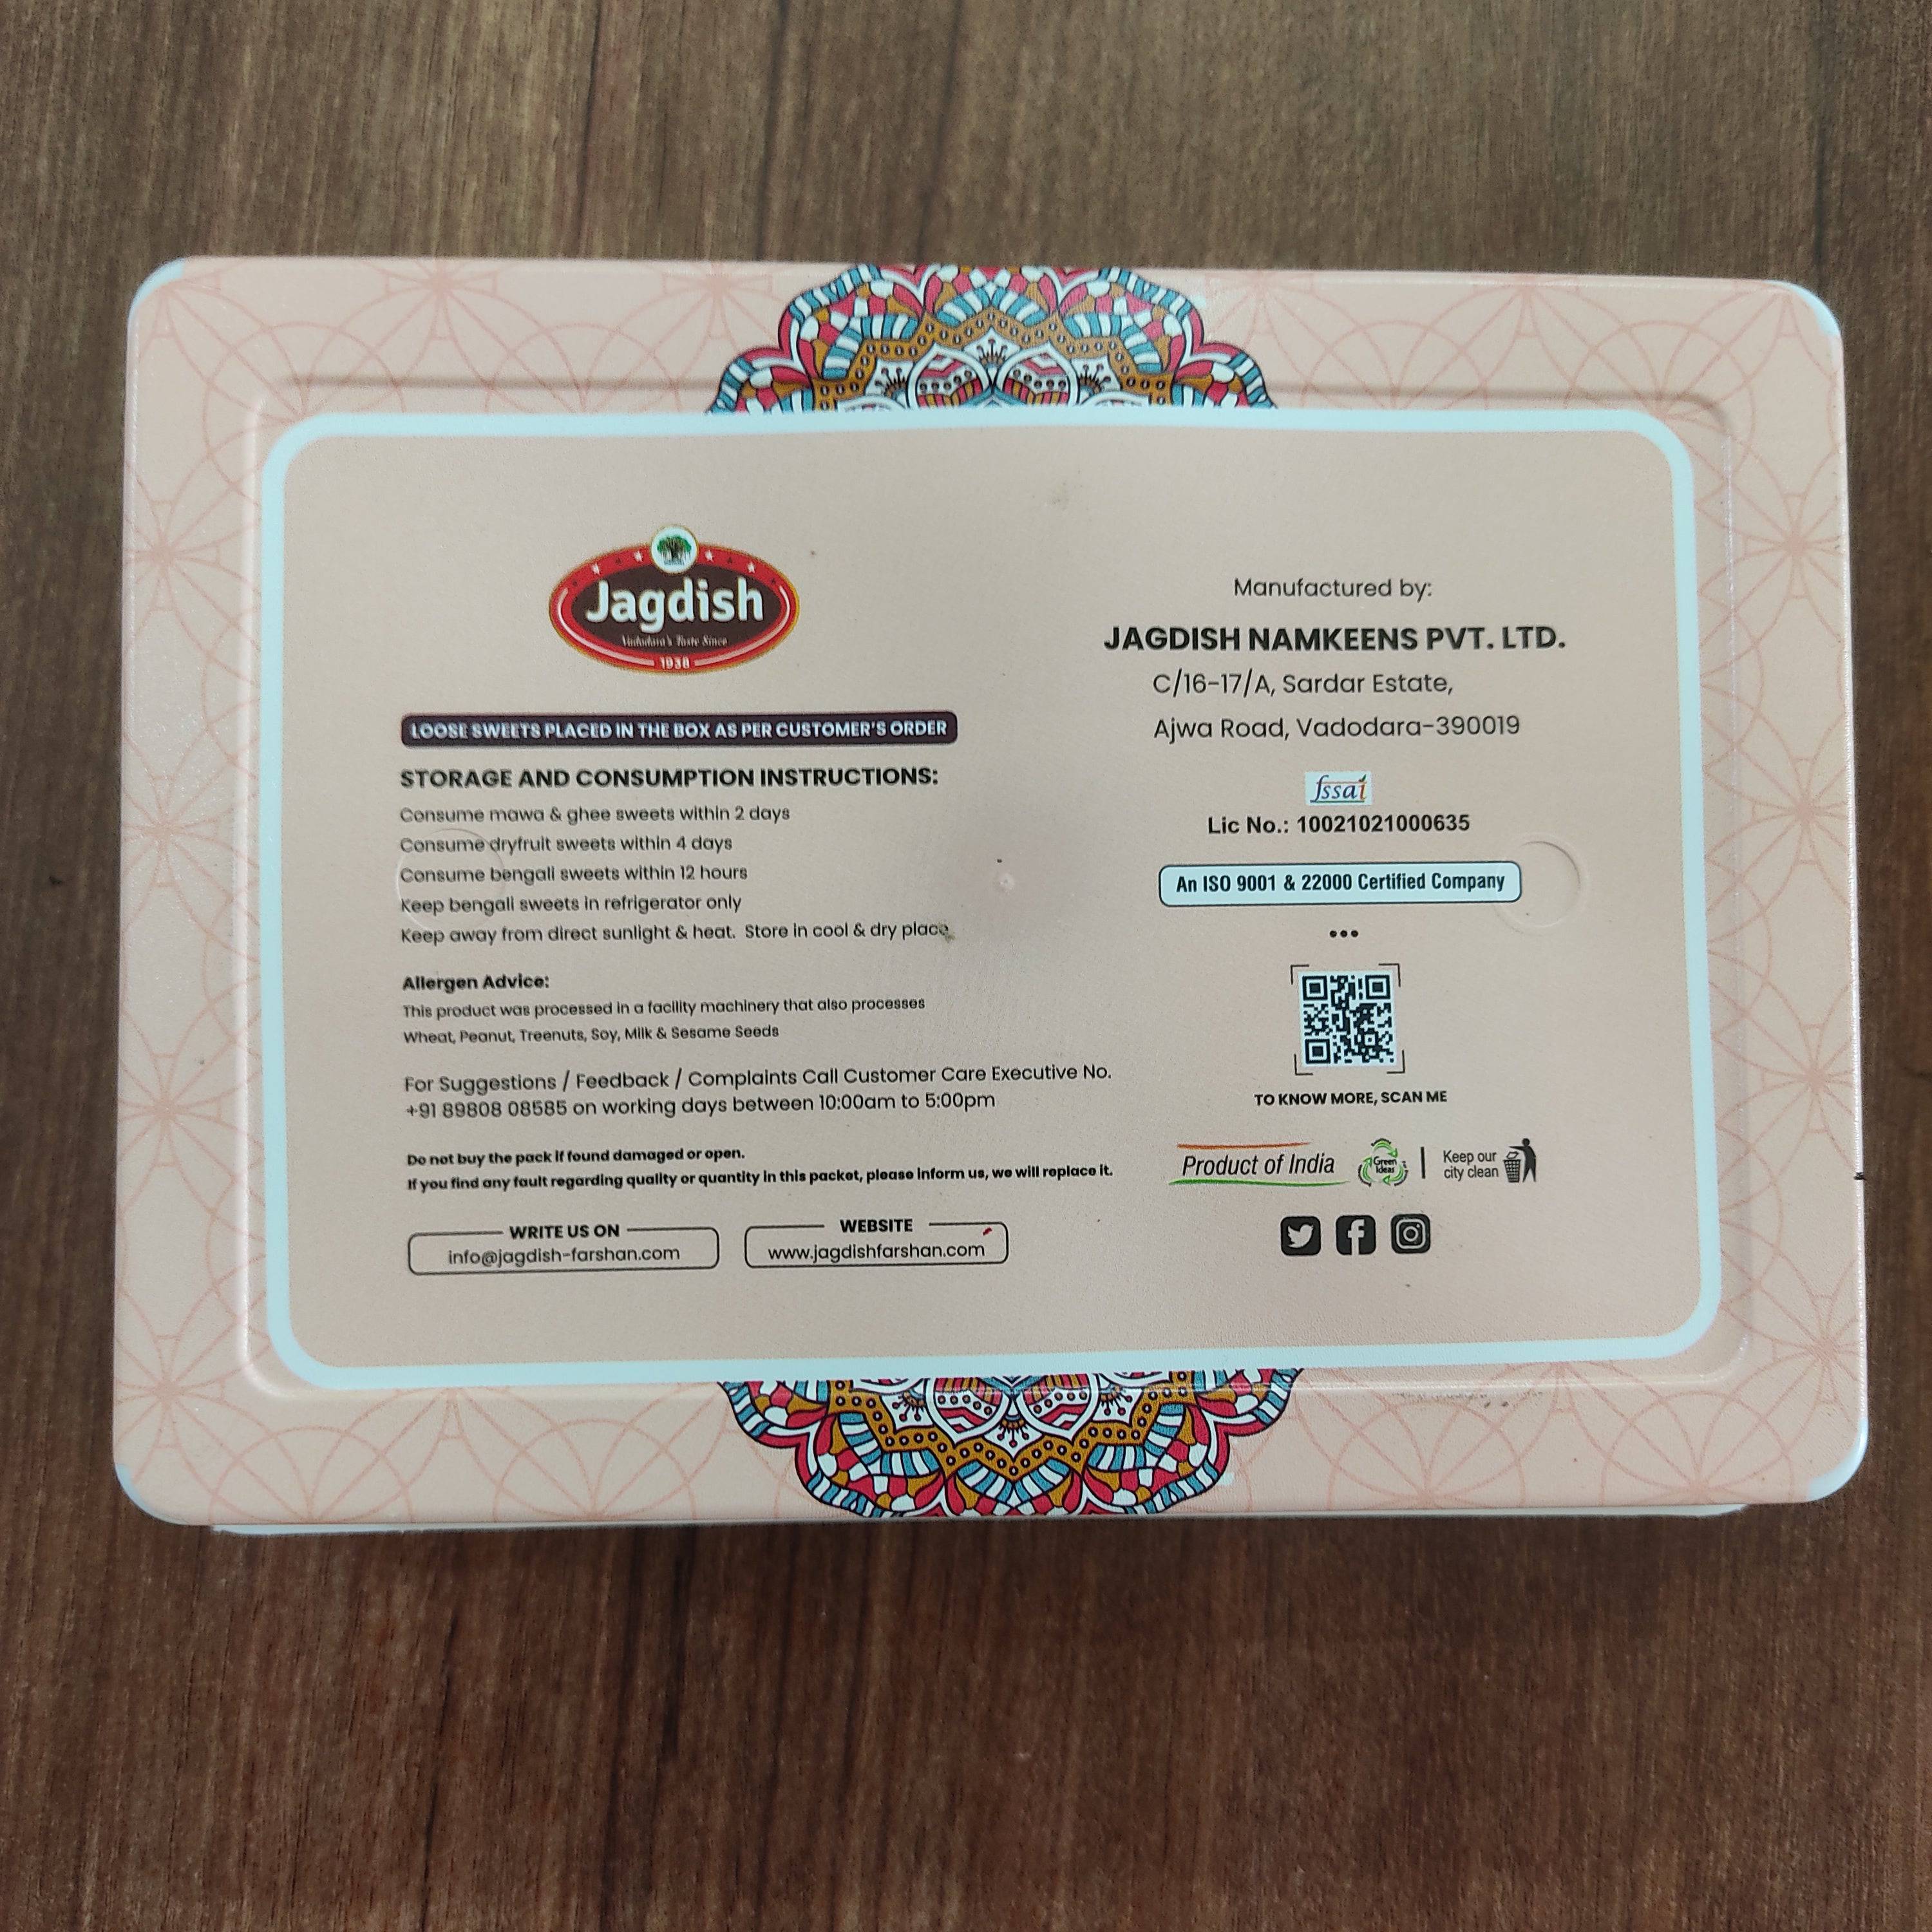 Jagdish
Vadodara's Taste Since
1938
LOOSE SWEETS PLACED IN THE BOX AS PER CUSTOMER'S ORDER
STORAGE AND CONSUMPTION INSTRUCTIONS:
Consume mawa & ghee sweets within 2 days
Consume dryfruit sweets within 4 days
Consume bengali sweets within 12 hours
Keep bengali sweets in refrigerator only
Keep away from direct sunlight & heat. Store in cool & dry place
Allergen Advice:
This product was processed in a facility machinery that also processes
Wheat, Peanut, Treenuts, Soy, Milk & Sesame Seeds
For Suggestions / Feedback / Complaints Call Customer Care Executive No.
+91 89808 08585 on working days between 10:00am to 5:00pm
Do not buy the pack if found damaged or open.
If you find any fault regarding quality or quantity in this packet, please inform us, we will replace it.
WRITE US ON
info@jagdish-farshan.com
WEBSITE
www.jagdishfarshan.com
Manufactured by:
JAGDISH NAMKEENS PVT. LTD.
C/16-17/A, Sardar Estate,
Ajwa Road, Vadodara-390019
fssai
Lic No.: 10021021000635
An ISO 9001 & 22000 Certified Company
•••
TO KNOW MORE, SCAN ME
Product of India
Green
Ideas
Keep our
city clean